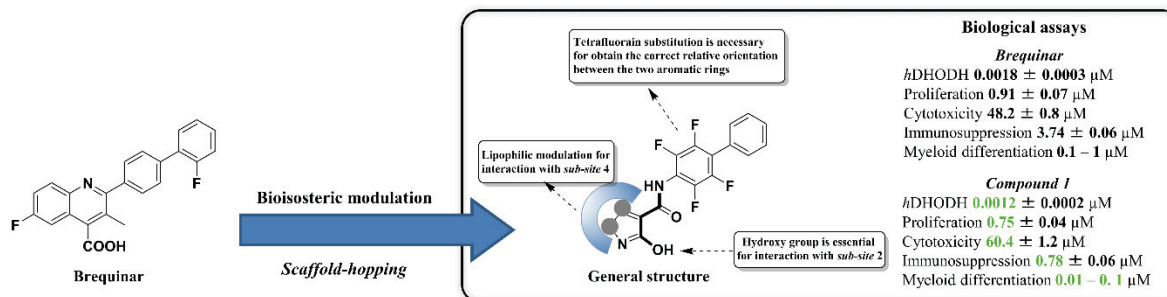 N
F
F
COOH
Brequinar
Bioisosteric modulation
Scaffold-hopping
Tetrafluorain substitution is necessary
for obtain the correct relative orientation
between the two aromatic rings
Lipophilic modulation for
interaction with sub-site 4
F
F
F
F
HN
O
N
OH
Hydroxy group is essential
for interaction with sub-site 2
General structure
Biological assays
Brequinar
hDHODH 0.0018 ± 0.0003 µM
Proliferation 0.91 ± 0.07 µM
Cytotoxicity 48.2 ± 0.8 µM
Immunosuppression 3.74 ± 0.06 µM
Myeloid differentiation 0.1 – 1 µM
Compound 1
hDHODH 0.0012 ± 0.0002 µM
Proliferation 0.75 ± 0.04 µM
Cytotoxicity 60.4 ± 1.2 µM
Immunosuppression 0.78 ± 0.06 µM
Myeloid differentiation 0.01 – 0. 1 µM